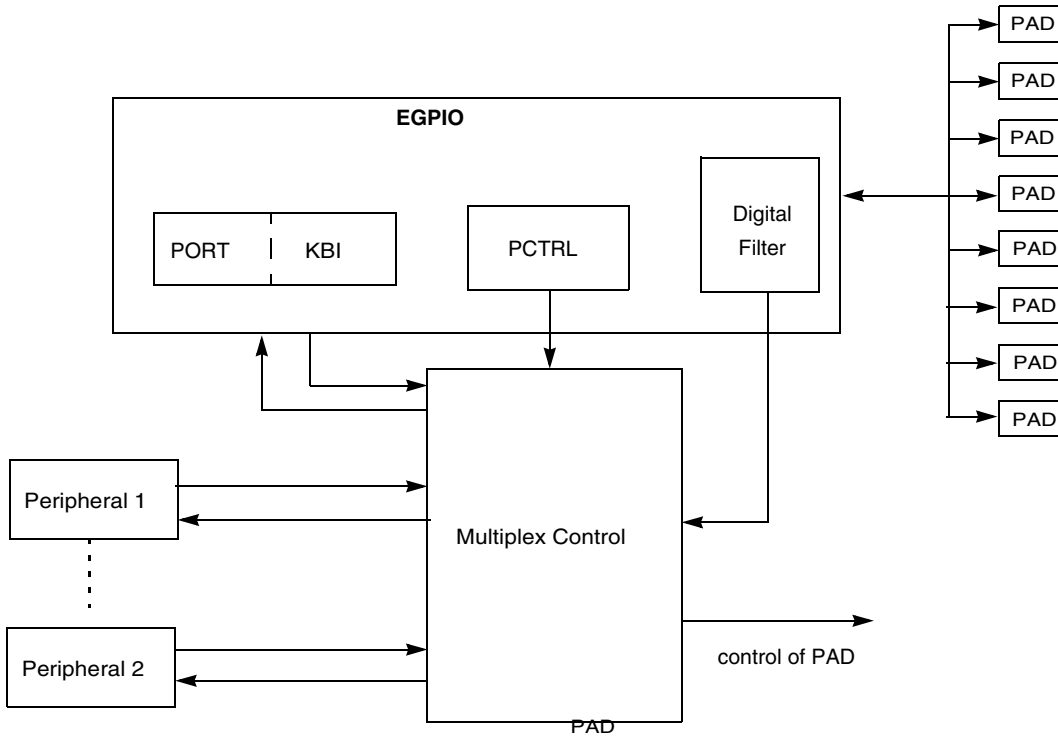 PAD
PAD
EGPIO
PAD
PAD
Digital
Filter
PORT
KBI
PCTRL
PAD
PAD
PAD
PAD
Peripheral 1
Multiplex Control
Peripheral 2
control of PAD
PAD